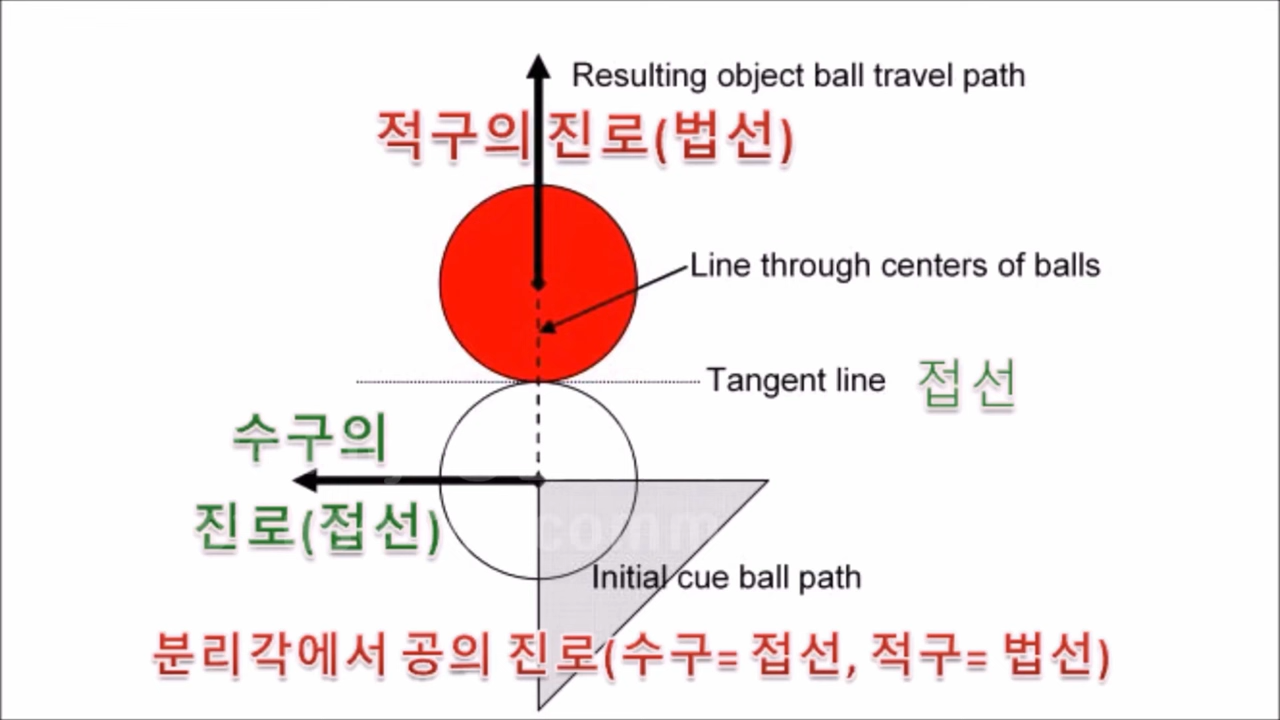 Resulting object ball travel path
적구의 진로(법선)
Line through centers of balls
Tangent line 접선
수구의
진로(접선)
comm
Initial cue ball path
분리각에서 공의 진로(수구= 접선, 적구= 법선)